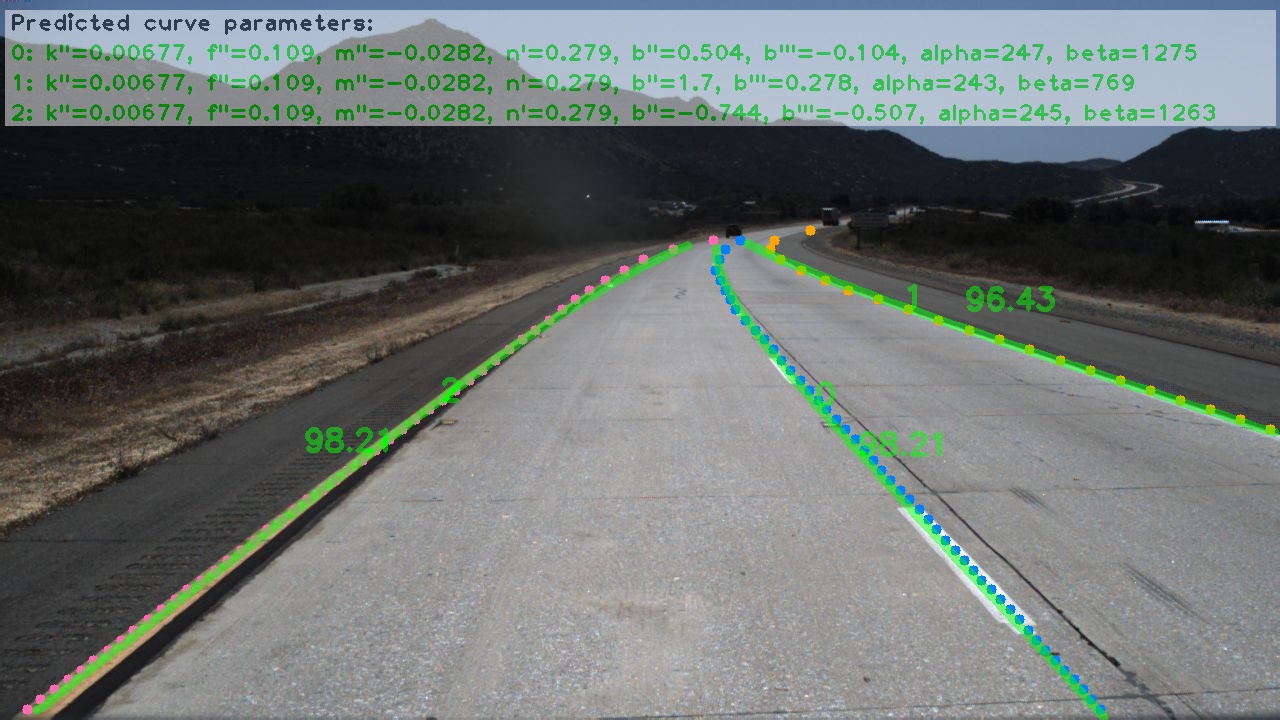 Predicted curve parameters:
0: k''=0.00677, f''=0.109, m''=-0.0282, n'=0.279, b''=0.504, b'''=-0.104, alpha=247, beta=1275
1: k''=0.00677, f''=0.109, m''=-0.0282, n'=0.279, b''=1.7, b'''=0.278, alpha=243, beta=769
2: k''=0.00677, f''=0.109, m''=-0.0282, n'=0.279, b''=-0.744, b'''=-0.507, alpha=245, beta=1263
1 96.43
2 0
98.21 98.21